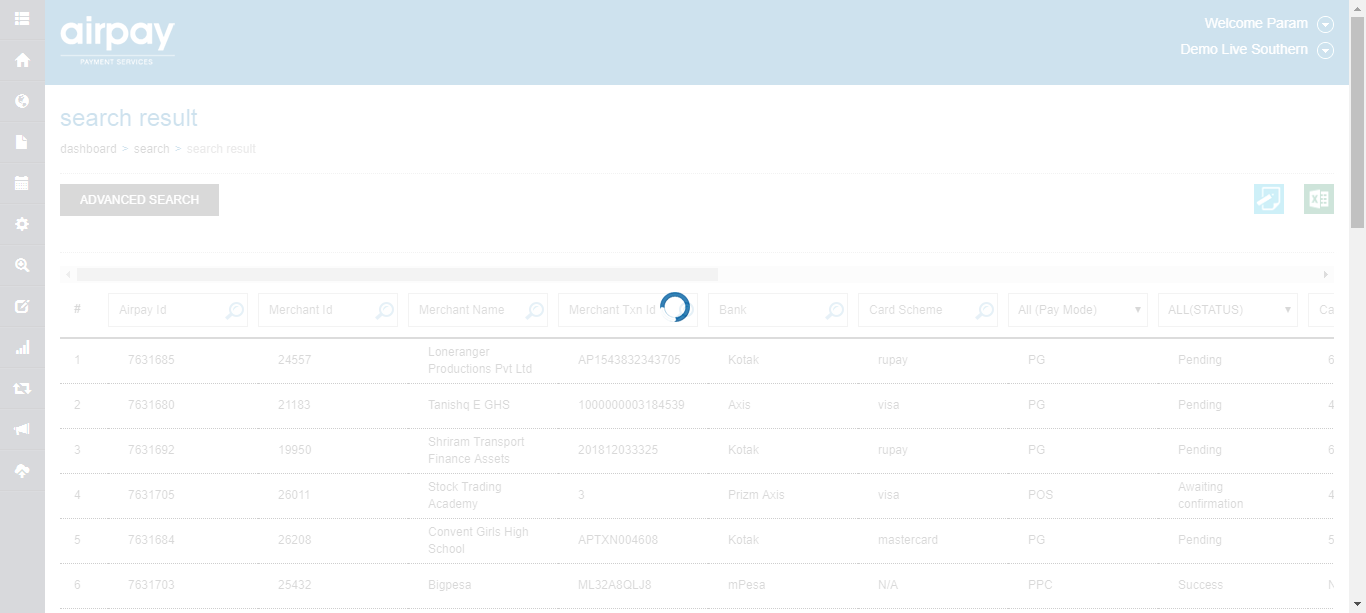 airpay
PAYMENT SERVICES
Welcome Param
Demo Live Southern
search result
dashboard > search > search result
ADVANCED SEARCH
# Airpay Id Merchant Id Merchant Name Merchant Txn Id Bank Card Scheme All (Pay Mode) ALL(STATUS) Ca
1 7631685 24557 Loneranger Productions Pvt Ltd AP1543832343705 Kotak rupay PG Pending 6
2 7631680 21183 Tanishq E GHS 1000000003184539 Axis visa PG Pending 4
3 7631692 19950 Shriram Transport Finance Assets 201812033325 Kotak rupay PG Pending 6
4 7631705 26011 Stock Trading Academy 3 Prizm Axis visa POS Awaiting confirmation 4
5 7631684 26208 Convent Girls High School APTXN004608 Kotak mastercard PG Pending 5
6 7631703 25432 Bigpesa ML32A8QLJ8 mPesa N/A PPC Success N